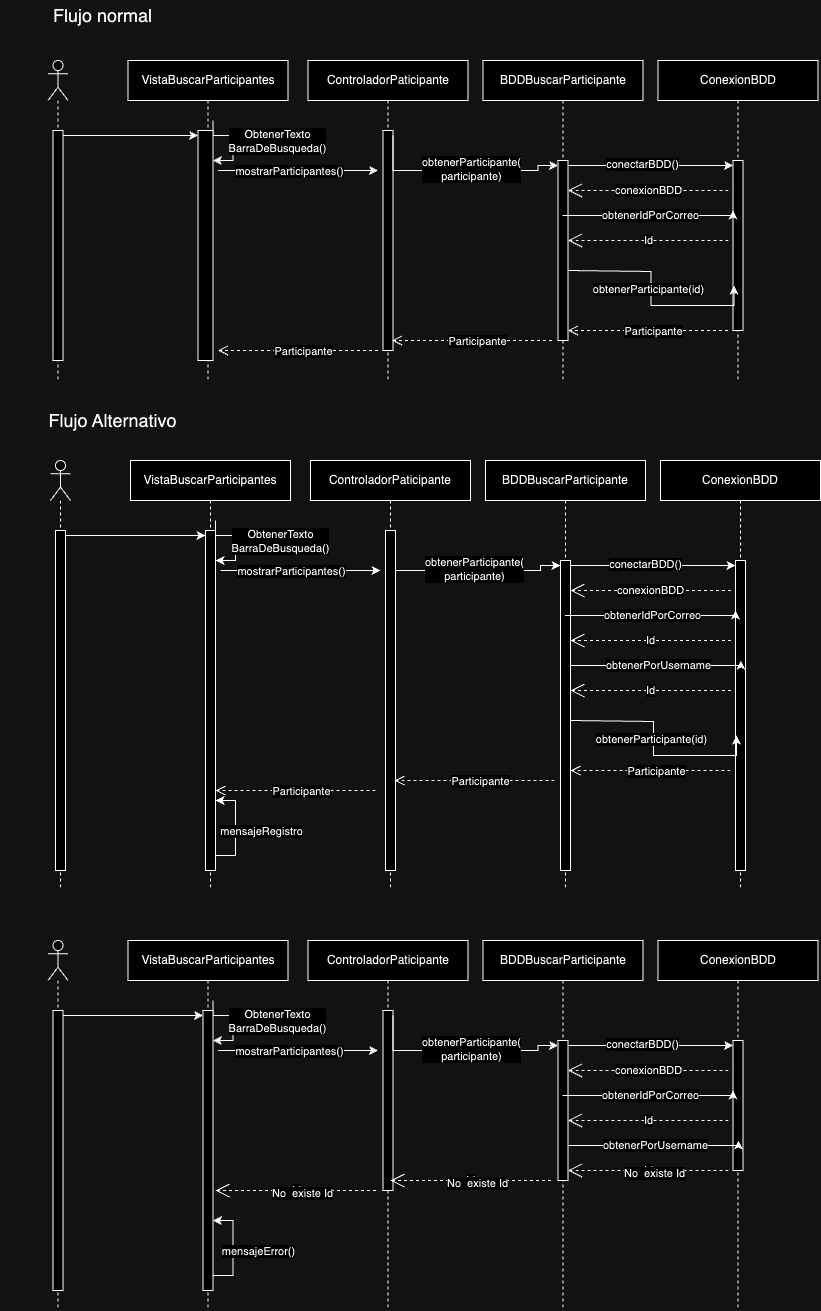 Flujo normal
VistaBuscarParticipantes
ControladorPaticipante
BDDBuscarParticipante
ConexionBDD
ObtenerTexto
BarraDeBusqueda()
mostrarParticipantes()
obtenerParticipante(
participante)
conectarBDD()
conexionBDD
obtenerIdPorCorreo
Id
obtenerParticipante(id)
Participante
Participante
Participante
Flujo Alternativo
VistaBuscarParticipantes
ControladorPaticipante
BDDBuscarParticipante
ConexionBDD
ObtenerTexto
BarraDeBusqueda()
mostrarParticipantes()
obtenerParticipante(
participante)
conectarBDD()
conexionBDD
obtenerIdPorCorreo
Id
obtenerPorUsername
Id
obtenerParticipante(id)
Participante
Participante
Participante
mensajeRegistro
VistaBuscarParticipantes
ControladorPaticipante
BDDBuscarParticipante
ConexionBDD
ObtenerTexto
BarraDeBusqueda()
mostrarParticipantes()
obtenerParticipante(
participante)
conectarBDD()
conexionBDD
obtenerIdPorCorreo
Id
obtenerPorUsername
No existe Id
No existe Id
No existe Id
mensajeError()